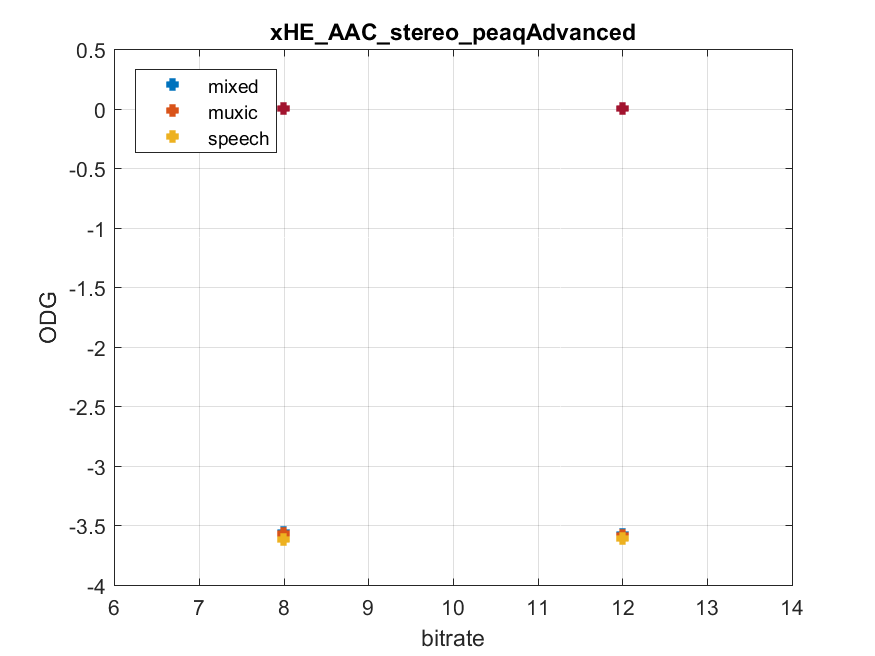 xHE_AAC_stereo_peaqAdvanced
0.5
0
-0.5
-1
-1.5
-2
-2.5
-3
-3.5
-4
ODG
mixed
muxic
speech
6 7 8 9 10 11 12 13 14
bitrate